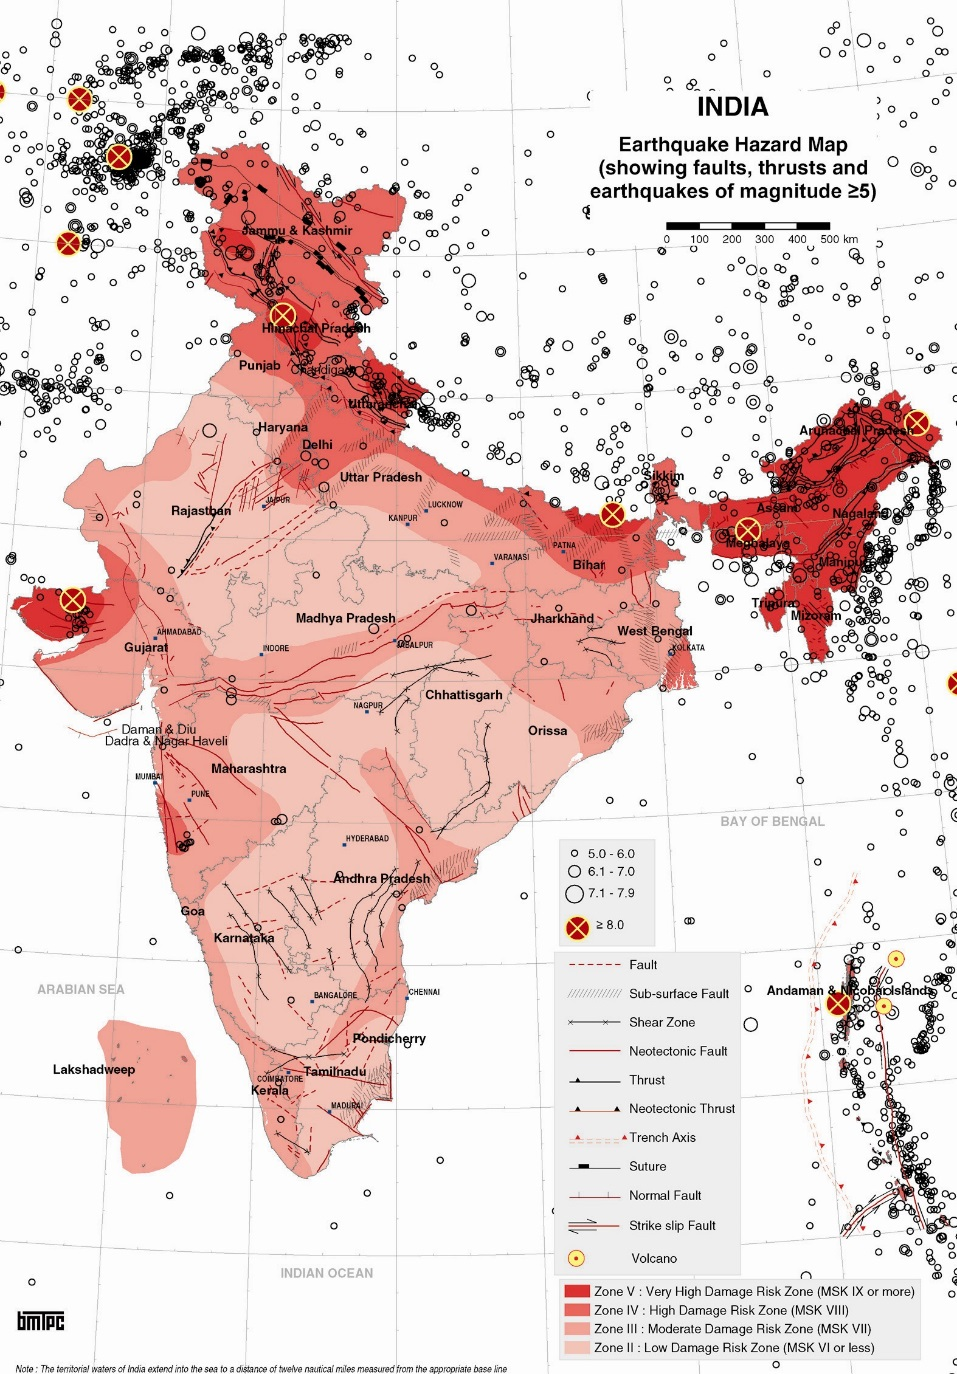 INDIA
Earthquake Hazard Map
(showing faults, thrusts and
earthquakes of magnitude ≥5)
0 100 200 300 400 500 km
Jammu & Kashmir
Himachal Pradesh
Punjab
Chandigarh
Haryana
Delhi
Uttar Pradesh
Arunachal Pradesh
Sikkim
Rajasthan
JAIPUR
LUCKNOW
KANPUR
Assam
Nagaland
Meghalaya
PATNA
VARANASI
Bihar
Manipur
Tripura
Mizoram
Madhya Pradesh
Jharkhand
West Bengal
AHMADABAD
Gujarat
INDORE
JABALPUR
KOLKATA
Chhattisgarh
NAGPUR
Daman & Diu
Dadra & Nagar Haveli
Orissa
Maharashtra
MUMBAI
PUNE
BAY OF BENGAL
HYDERABAD
Andhra Pradesh
Goa
Karnataka
ARABIAN SEA
BANGALORE
CHENNAI
Andaman & Nicobar Islands
Pondicherry
Lakshadweep
COIMBATORE
Tamilnadu
Kerala
MADURAI
INDIAN OCEAN
5.0 - 6.0
6.1 - 7.0
7.1 - 7.9
≥ 8.0
Fault
Sub-surface Fault
Shear Zone
Neotectonic Fault
Thrust
Neotectonic Thrust
Trench Axis
Suture
Normal Fault
Strike slip Fault
Volcano
Zone V : Very High Damage Risk Zone (MSK IX or more)
Zone IV : High Damage Risk Zone (MSK VIII)
Zone III : Moderate Damage Risk Zone (MSK VII)
Zone II : Low Damage Risk Zone (MSK VI or less)
bmTPC
Note : The territorial waters of India extend into the sea to a distance of twelve nautical miles measured from the appropriate base line